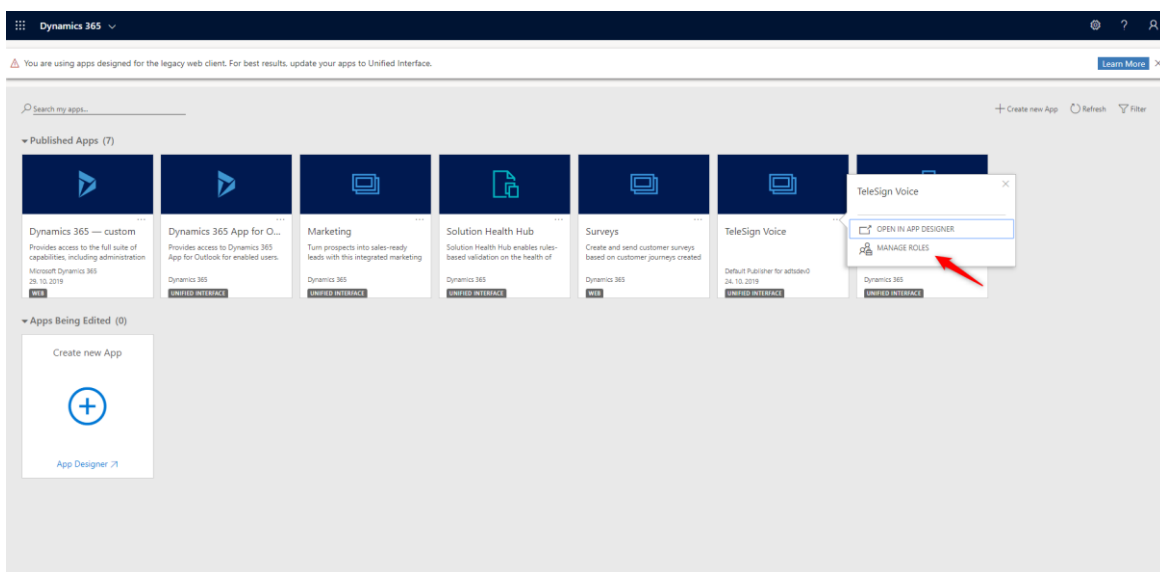 Dynamics 365
?
You are using apps designed for the legacy web client. For best results, update your apps to Unified Interface.
Learn More
Search my apps...
Create new App
Refresh
Filter
Published Apps (7)
Dynamics 365 — custom
Provides access to the full suite of
capabilities, including administration
Microsoft Dynamics 365
29. 10. 2019
WEB
Dynamics 365 App for O...
Provides access to Dynamics 365
App for Outlook for enabled users.
Dynamics 365
UNIFIED INTERFACE
Marketing
Turn prospects into sales-ready
leads with this integrated marketing
Dynamics 365
UNIFIED INTERFACE
Solution Health Hub
Solution Health Hub enables rules-
based validation on the health of
Dynamics 365
UNIFIED INTERFACE
Surveys
Create and send customer surveys
based on customer journeys created
Dynamics 365
WEB
TeleSign Voice
Default Publisher for adtsdev0
24. 10. 2019
UNIFIED INTERFACE
TeleSign Voice
OPEN IN APP DESIGNER
MANAGE ROLES
Dynamics 365
UNIFIED INTERFACE
Apps Being Edited (0)
Create new App
App Designer